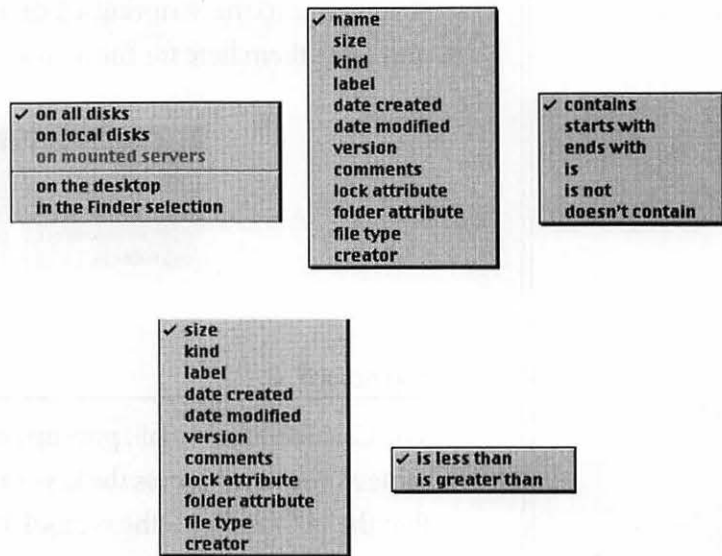 ✓ name
size
kind
label
date created
date modified
version
comments
lock attribute
folder attribute
file type
creator
✓ on all disks
on local disks
on mounted servers
on the desktop
in the Finder selection
✓ contains
starts with
ends with
is
is not
doesn't contain
✓ size
kind
label
date created
date modified
version
comments
lock attribute
folder attribute
file type
creator
✓ is less than
is greater than